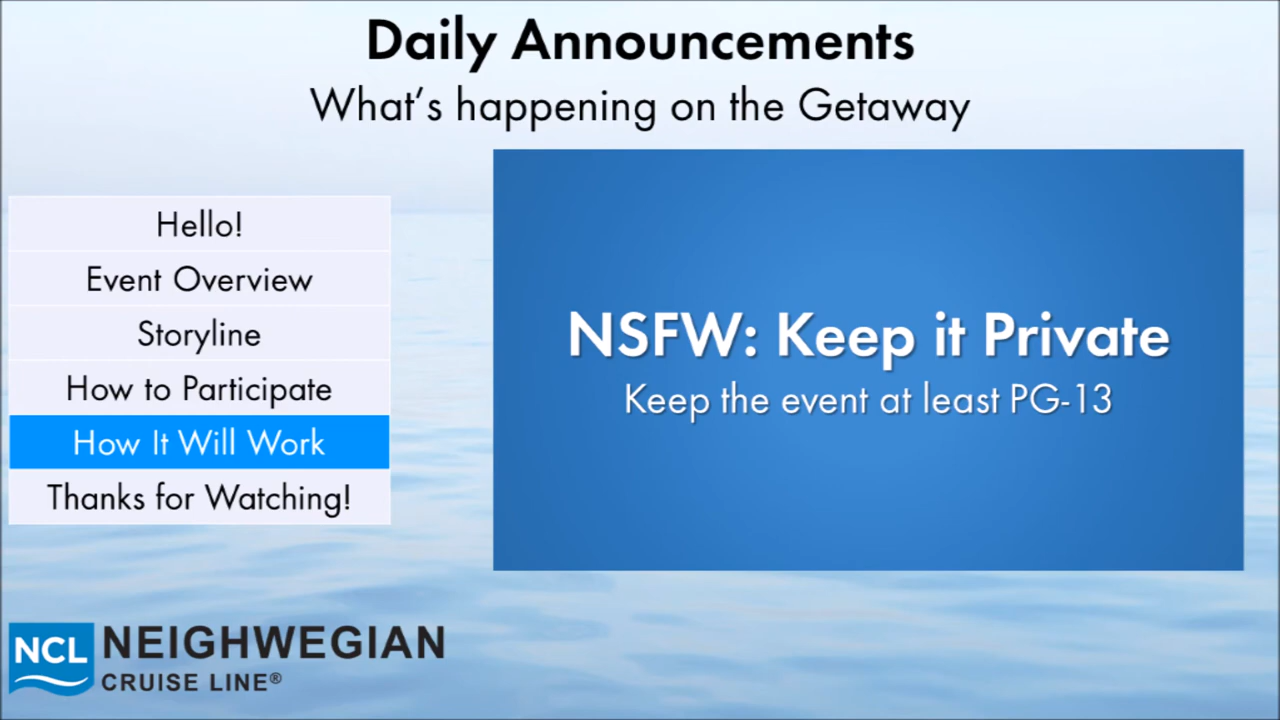 Daily Announcements
What's happening on the Getaway
Hello!
Event Overview
Storyline
How to Participate
How It Will Work
Thanks for Watching!
NSFW: Keep it Private
Keep the event at least PG-13
NCL NEIGHWEGIAN
CRUISE LINE®